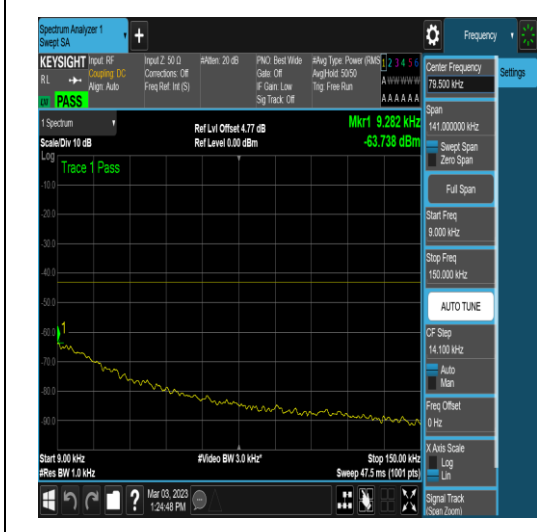 Spectrum Analyzer 1
Swept SA
+
Frequency
KEYSIGHT
RL
Input: RF
Coupling: DC
Align: Auto
Input Z: 50 Ω
Corrections: Off
Freq Ref: Int (S)
#Atten: 20 dB
PNO: Best Wide
Gate: Off
IF Gain: Low
Sig Track: Off
#Avg Type: Power (RMS
Avg|Hold: 50/50
Trig: Free Run
1 2 3 4 5 6
A W W W W W
A A A A A A
PASS
1 Spectrum
Scale/Div 10 dB
Ref Lvl Offset 4.77 dB
Ref Level 0.00 dBm
Mkr1 9.282 kHz
-63.738 dBm
Log
Trace 1 Pass
-10.0
-20.0
-30.0
-40.0
-50.0
-60.0
-70.0
-80.0
-90.0
1
Start 9.00 kHz
#Res BW 1.0 kHz
#Video BW 3.0 kHz*
Stop 150.00 kHz
Sweep 47.5 ms (1001 pts)
Mar 03, 2023
1:24:48 PM
?
Center Frequency
79.500 kHz
Settings
Span
141.000000 kHz
Swept Span
Zero Span
Full Span
Start Freq
9.000 kHz
Stop Freq
150.000 kHz
AUTO TUNE
CF Step
14.100 kHz
Auto
Man
Freq Offset
0 Hz
X Axis Scale
Log
Lin
Signal Track
(Span Zoom)